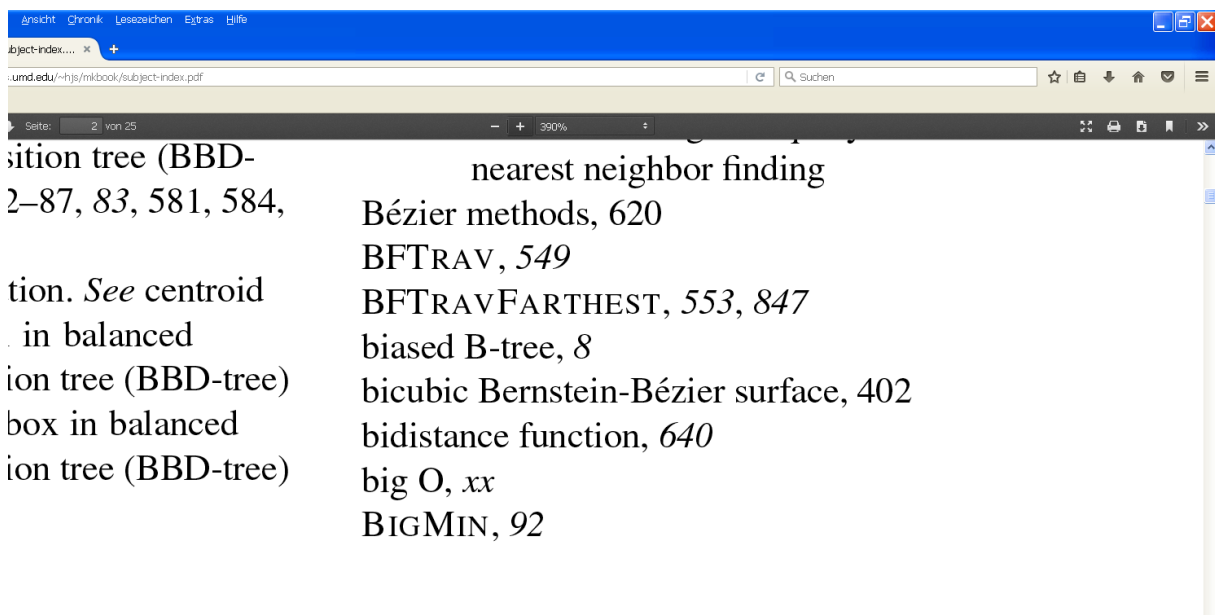 Ansicht Chronik Lesezeichen Extras Hilfe
ubject-index....
s.umd.edu/~hjs/mkbook/subject-index.pdf
Suchen
Seite: 2 von 25
390%
sition tree (BBD-
2–87, 83, 581, 584,
tion. See centroid
in balanced
ion tree (BBD-tree)
box in balanced
ion tree (BBD-tree)
nearest neighbor finding
Bézier methods, 620
BFTRAV, 549
BFTRAVFARTHEST, 553, 847
biased B-tree, 8
bicubic Bernstein-Bézier surface, 402
bidistance function, 640
big O, xx
BIGMIN, 92